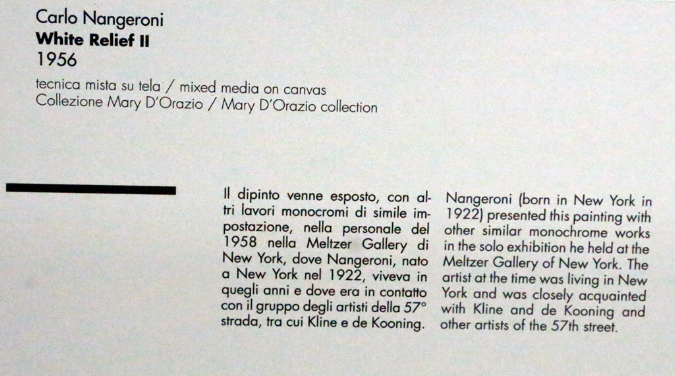 Carlo Nangeroni
White Relief II
1956
tecnica mista su tela / mixed media on canvas
Collezione Mary D'Orazio / Mary D'Orazio collection
Il dipinto venne esposto, con al-
tri lavori monocromi di simile im-
postazione, nella personale del
1958 nella Meltzer Gallery di
New York, dove Nangeroni, nato
a New York nel 1922, viveva in
quegli anni e dove era in contatto
con il gruppo degli artisti della 57°
strada, tra cui Kline e de Kooning.
Nangeroni (born in New York in
1922) presented this painting with
other similar monochrome works
in the solo exhibition he held at the
Meltzer Gallery of New York. The
artist at the time was living in New
York and was closely acquainted
with Kline and de Kooning and
other artists of the 57th street.